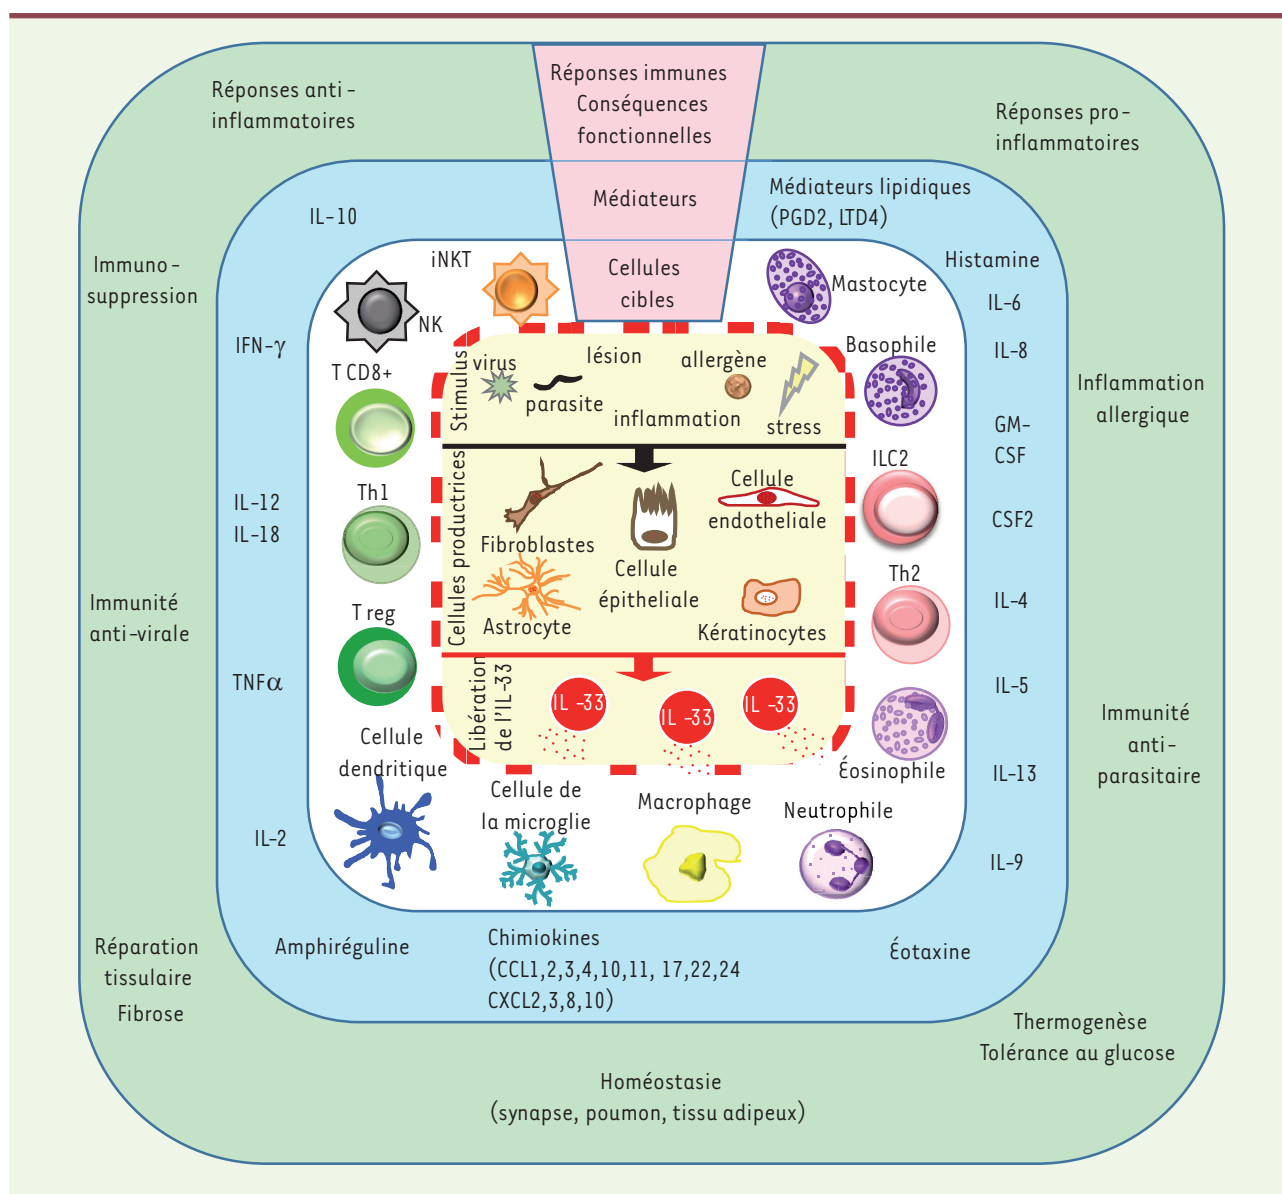 Réponses immunes
Conséquences
fonctionnelles
Médiateurs
Cellules
cibles
Réponses anti -
inflammatoires
Réponses pro-
inflammatoires
Immuno-
suppression
Inflammation
allergique
Immunité
anti-virale
Immunité
anti-
parasitaire
Réparation
tissulaire
Fibrose
Thermogenèse
Tolérance au glucose
Homéostasie
(synapse, poumon, tissu adipeux)
IL-10
Médiateurs lipidiques
(PGD2, LTD4)
Histamine
IL-6
IL-8
GM-
CSF
CSF2
IL-4
IL-5
IL-13
IL-9
Éotaxine
Chimiokines
(CCL1,2,3,4,10,11, 17,22,24
CXCL2,3,8,10)
Amphiréguline
IL-2
TNFα
IL-12
IL-18
IFN-γ
iNKT
NK
T CD8+
Th1
T reg
Cellule
dendritique
Cellule de
la microglie
Macrophage
Neutrophile
Éosinophile
Th2
ILC2
Basophile
Mastocyte
Stimulus
virus
lésion
allergène
parasite
inflammation
stress
Cellules productrices
Fibroblastes
Cellule
épitheliale
Cellule
endotheliale
Astrocyte
Kératinocytes
Libération
de l'IL-33
IL -33
IL -33
IL -33